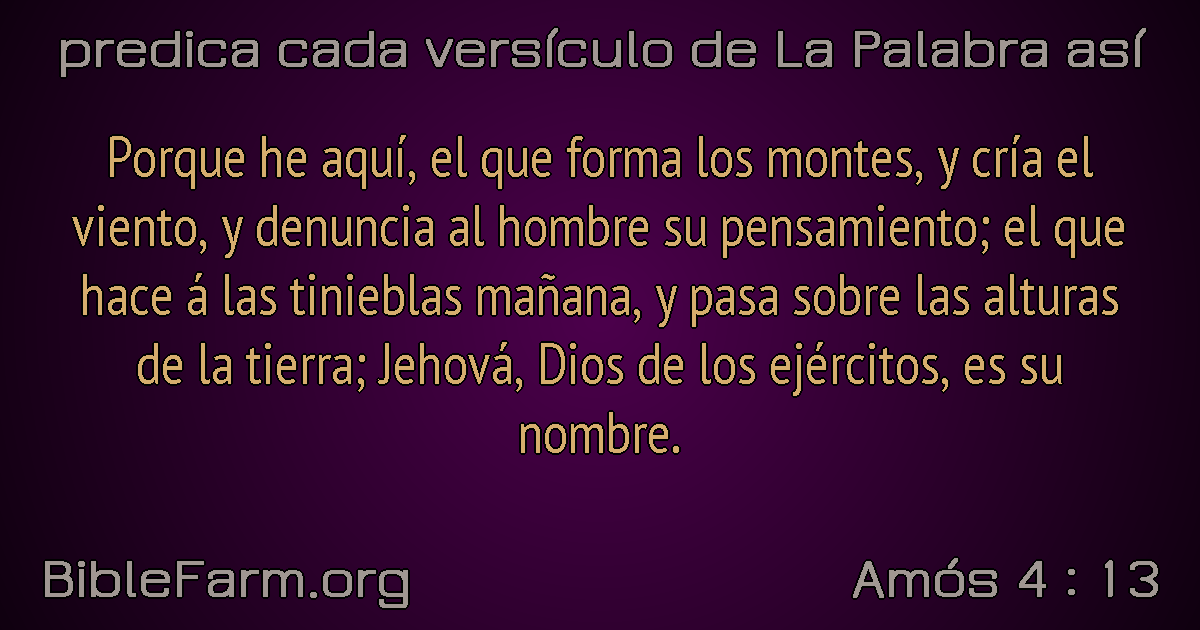 predica cada versículo de La Palabra así
Porque he aquí, el que forma los montes, y cría el
viento, y denuncia al hombre su pensamiento; el que
hace á las tinieblas mañana, y pasa sobre las alturas
de la tierra; Jehová, Dios de los ejércitos, es su
nombre.
BibleFarm.org
Amós 4 : 13